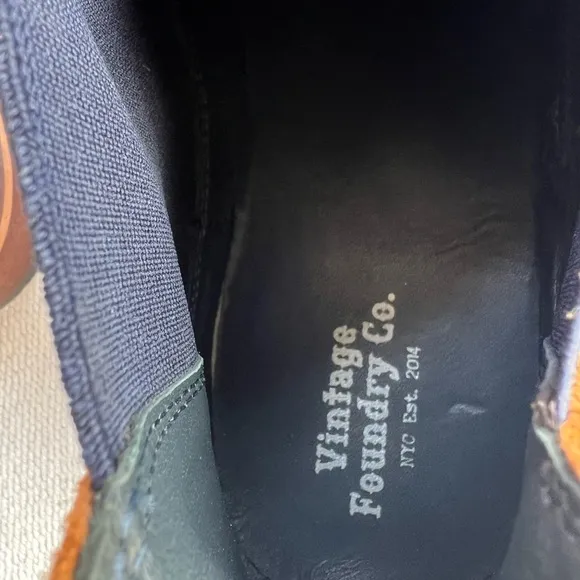 Vintage
Foundry Co.
NYC Est. 2014